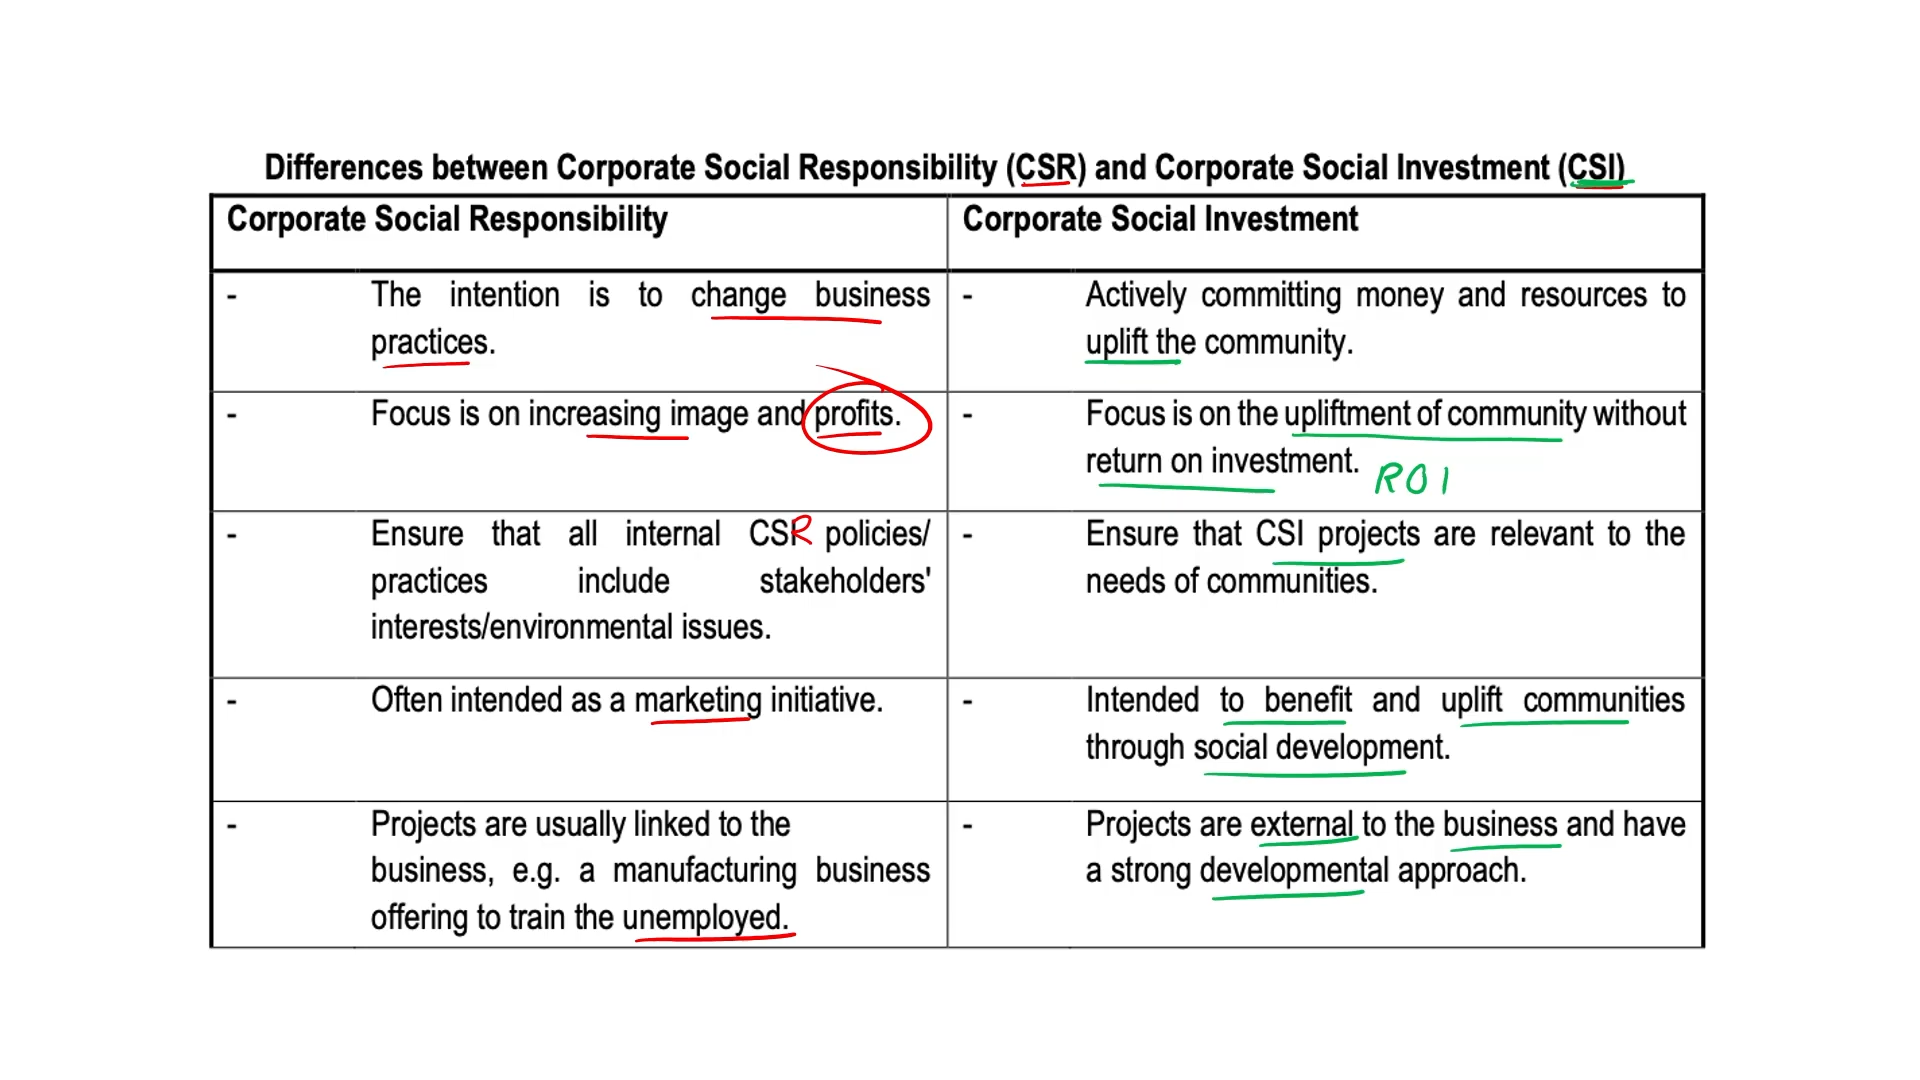 Differences between Corporate Social Responsibility (CSR) and Corporate Social Investment (CSI)
Corporate Social Responsibility
Corporate Social Investment
- The intention is to change business
practices.
- Actively committing money and resources to
uplift the community.
- Focus is on increasing image and profits.
- Focus is on the upliftment of community without
return on investment. ROI
- Ensure that all internal CSR policies/
practices include stakeholders'
interests/environmental issues.
- Ensure that CSI projects are relevant to the
needs of communities.
- Often intended as a marketing initiative.
- Intended to benefit and uplift communities
through social development.
- Projects are usually linked to the
business, e.g. a manufacturing business
offering to train the unemployed.
- Projects are external to the business and have
a strong developmental approach.